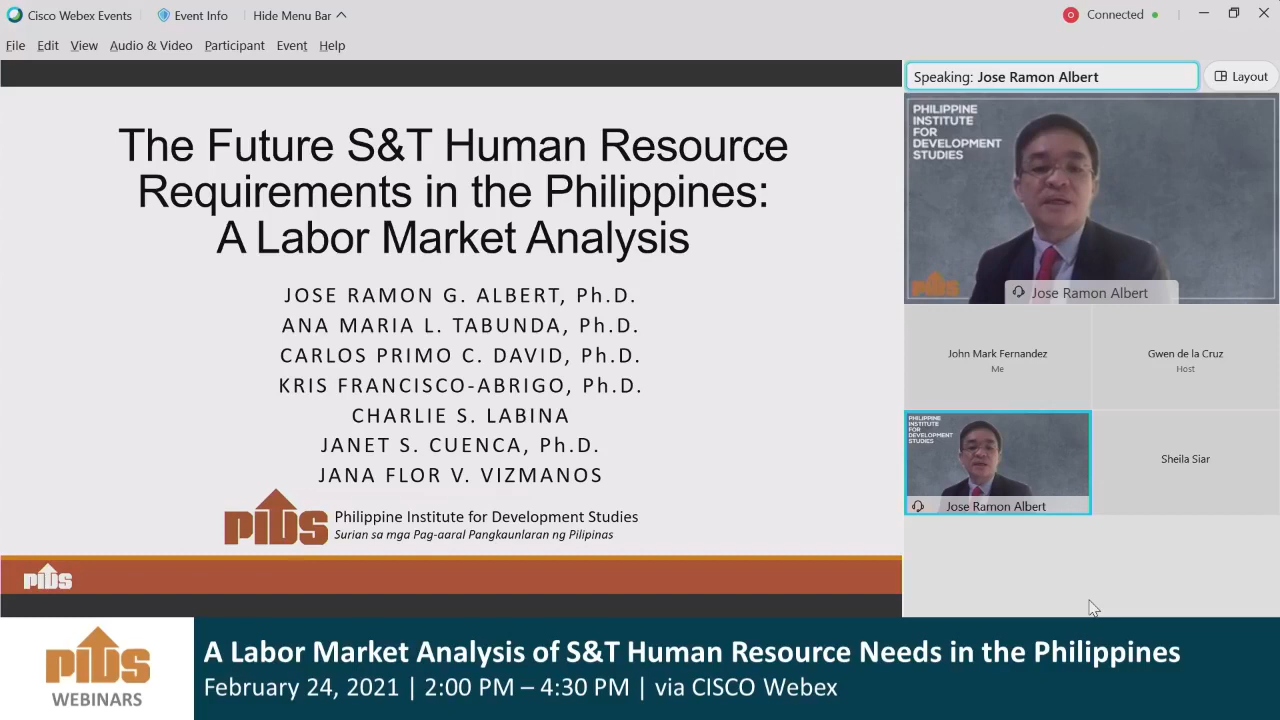 Cisco Webex Events
Event Info
Hide Menu Bar
Connected
File Edit View Audio & Video Participant Event Help
Speaking: Jose Ramon Albert
Layout
The Future S&T Human Resource
Requirements in the Philippines:
A Labor Market Analysis
JOSE RAMON G. ALBERT, Ph.D.
ANA MARIA L. TABUNDA, Ph.D.
CARLOS PRIMO C. DAVID, Ph.D.
KRIS FRANCISCO-ABRIGO, Ph.D.
CHARLIE S. LABINA
JANET S. CUENCA, Ph.D.
JANA FLOR V. VIZMANOS
PIDS
Philippine Institute for Development Studies
Surian sa mga Pag-aaral Pangkaunlaran ng Pilipinas
PIDS
PHILIPPINE
INSTITUTE
FOR
DEVELOPMENT
STUDIES
PIDS
Jose Ramon Albert
John Mark Fernandez
Me
Gwen de la Cruz
Host
PHILIPPINE
INSTITUTE
FOR
DEVELOPMENT
STUDIES
Jose Ramon Albert
Sheila Siar
PIDS
WEBINARS
A Labor Market Analysis of S&T Human Resource Needs in the Philippines
February 24, 2021 | 2:00 PM – 4:30 PM | via CISCO Webex